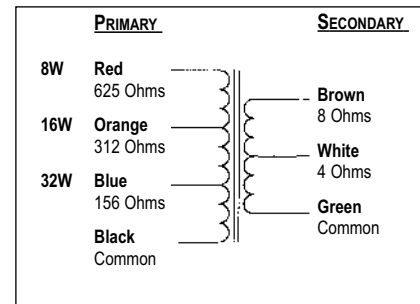 PRIMARY
SECONDARY
8W Red
625 Ohms
16W Orange
312 Ohms
32W Blue
156 Ohms
Black
Common
Brown
8 Ohms
White
4 Ohms
Green
Common